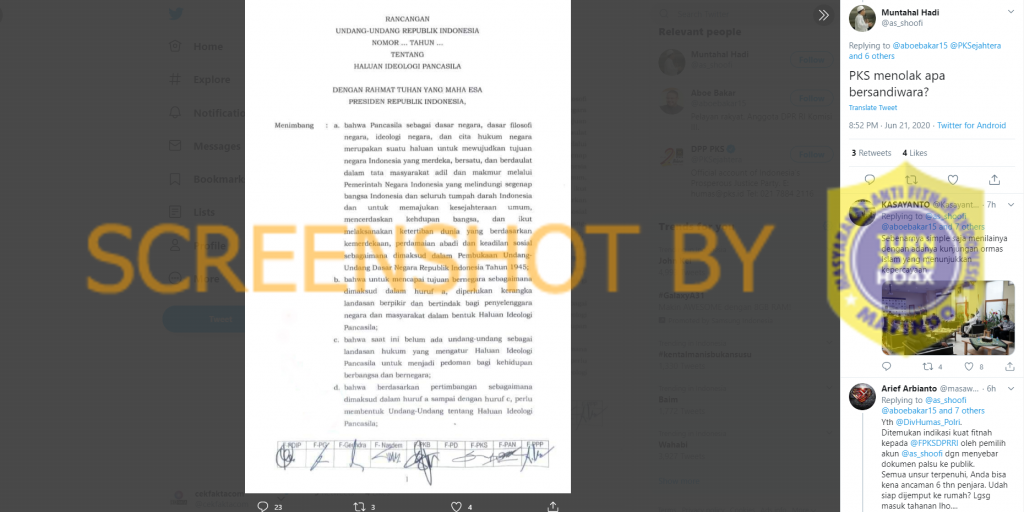 RANCANGAN
UNDANG-UNDANG REPUBLIK INDONESIA
NOMOR ... TAHUN ...
TENTANG
HALUAN IDEOLOGI PANCASILA
DENGAN RAHMAT TUHAN YANG MAHA ESA
PRESIDEN REPUBLIK INDONESIA,
Menimbang : a. bahwa Pancasila sebagai dasar negara, dasar filosofi
negara, ideologi negara, dan cita hukum negara
merupakan suatu haluan untuk mewujudkan tujuan
negara Indonesia yang merdeka, bersatu, dan berdaulat
dalam tata masyarakat adil dan makmur melalui
Pemerintah Negara Indonesia yang melindungi segenap
bangsa Indonesia dan seluruh tumpah darah Indonesia
dan untuk memajukan kesejahteraan umum,
mencerdaskan kehdupan bangsa, dan ikut
melaksanakan ketertiban dunia yang berdasarkan
kemerdekaan, perdamaian abadi dan keadilan sosial
sebagaimana dimaksud dalam Pembukaan Undang-
Undang Dasar Negara Republik Indonesia Tahun 1945;
b. bahwa untuk mencapai tujuan bernegara sebagaimana
dimaksud dalam huruf a, diperlukan kerangka
landasan berpikir dan bertindak bagi penyelenggara
negara dan masyarakat dalam bentuk Haluan Ideologi
Pancasila;
c. bahwa saat ini belum ada undang-undang sebagai
landasan hukum yang mengatur Haluan Ideologi
Pancasila untuk menjadi pedoman bagi kehidupan
berbangsa dan bernegara;
d. bahwa berdasarkan pertimbangan sebagaimana
dimaksud dalam huruf a sampai dengan huruf c, perlu
membentuk Undang-Undang tentang Haluan Ideologi
Pancasila;
F-PDIP F-PG F-Gerindra F-Nasdem F-PKB F-PD F-PKS F-PAN F-PPP
1
23 3 4
SCREENSHOT BY
Home
Explore
Notifications
Messages
Bookmarks
Lists
Profile
Relevant people
Muntahal Hadi
@as_shoofi
DPP PKS
Muntahal Hadi
@as_shoofi
Replying to @aboebakar15 @PKSejahtera
and 6 others
PKS menolak apa
bersandiwara?
Translate Tweet
8:52 PM · Jun 21, 2020 · Twitter for Android
3 Retweets 4 Likes
KASAYANTO @Kasayant... · 7h
Replying to @as_shoofi
@aboebakar15 and 7 others
Sebenarnya simple saja menilainya
dengan adanya kunjungan ormas
Islam yang menunjukkan
kepercayaan
4 8
HOAX
MAFINDO
Arief Arbianto @masaw... · 6h
Replying to @as_shoofi
@aboebakar15 and 7 others
Yth @DivHumas_Polri.
Ditemukan indikasi kuat fitnah
kepada @FPKSDPRRI oleh pemilih
akun @as_shoofi dgn menyebar
dokumen palsu ke publik.
Semua unsur terpenuhi, Anda bisa
kena ancaman 6 thn penjara. Udah
siap dijemput ke rumah? Lgsg
masuk tahanan lho....